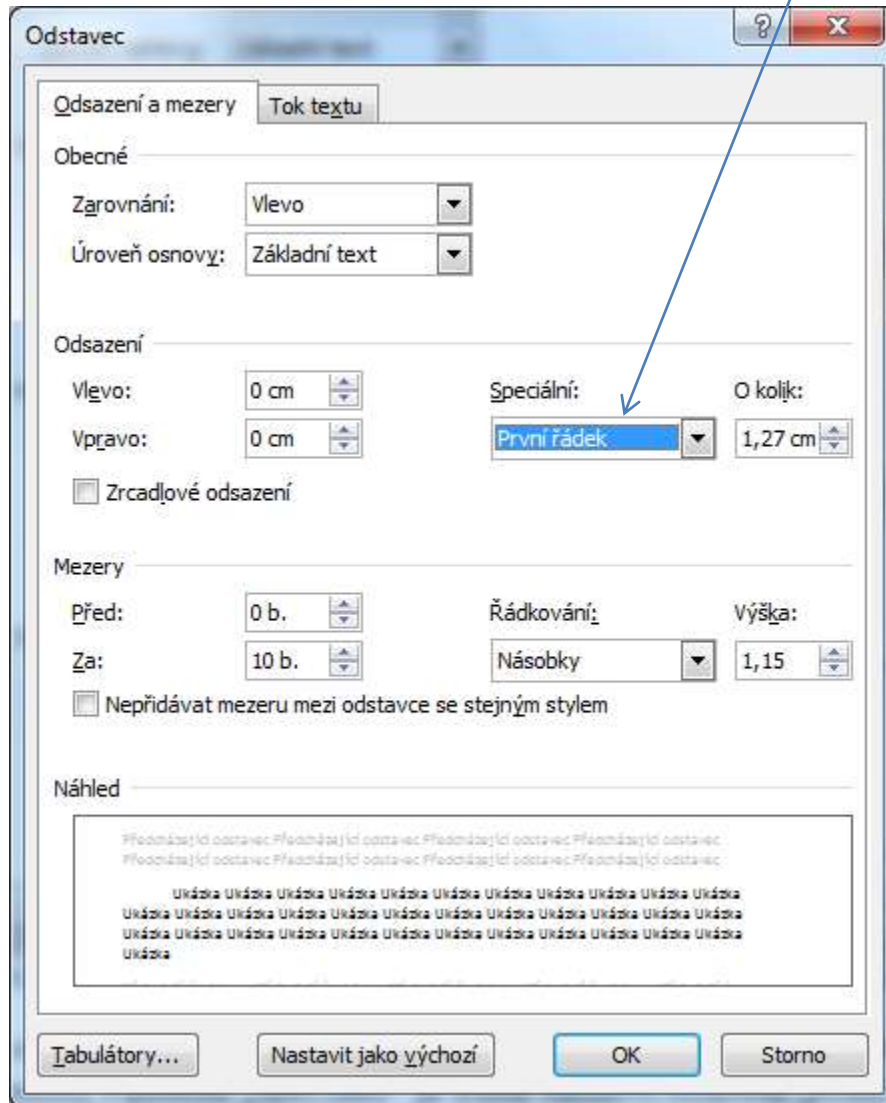 Odstavec
Odsazení a mezery Tok textu
Obecné
Zarovnání: Vlevo
Úroveň osnovy: Základní text
Odsazení
Vlevo: 0 cm Speciální: O kolik:
Vpravo: 0 cm První řádek 1,27 cm
Zrcadlové odsazení
Mezery
Před: 0 b. Řádkování: Výška:
Za: 10 b. Násobky 1,15
Nepřidávat mezeru mezi odstavce se stejným stylem
Náhled
Předcházející odstavec Předcházející odstavec Předcházející odstavec Předcházející odstavec
Předcházející odstavec Předcházející odstavec Předcházející odstavec Předcházející odstavec
Ukázka Ukázka Ukázka Ukázka Ukázka Ukázka Ukázka Ukázka Ukázka Ukázka Ukázka
Ukázka Ukázka Ukázka Ukázka Ukázka Ukázka Ukázka Ukázka Ukázka Ukázka Ukázka Ukázka
Ukázka Ukázka Ukázka Ukázka Ukázka Ukázka Ukázka Ukázka Ukázka Ukázka Ukázka Ukázka
Ukázka
Tabulátory... Nastavit jako výchozí OK Storno